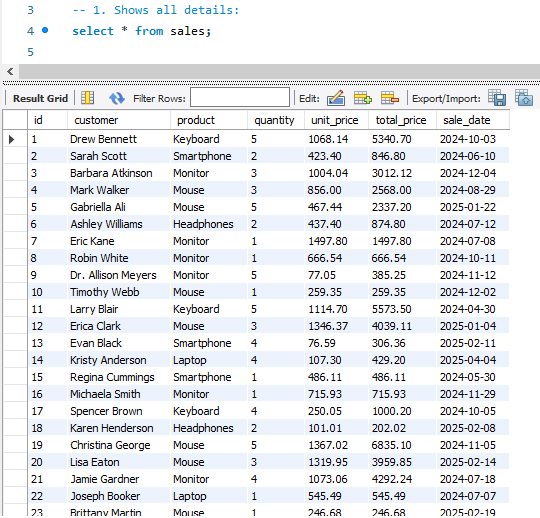 3 -- 1. Shows all details:
4 select * from sales;
5
Result Grid Filter Rows: Edit: Export/Import:
id customer product quantity unit_price total_price sale_date
1 Drew Bennett Keyboard 5 1068.14 5340.70 2024-10-03
2 Sarah Scott Smartphone 2 423.40 846.80 2024-06-10
3 Barbara Atkinson Monitor 3 1004.04 3012.12 2024-12-04
4 Mark Walker Mouse 3 856.00 2568.00 2024-08-29
5 Gabriella Ali Mouse 5 467.44 2337.20 2025-01-22
6 Ashley Williams Headphones 2 437.40 874.80 2024-07-12
7 Eric Kane Monitor 1 1497.80 1497.80 2024-07-08
8 Robin White Monitor 1 666.54 666.54 2024-10-11
9 Dr. Allison Meyers Monitor 5 77.05 385.25 2024-11-12
10 Timothy Webb Mouse 1 259.35 259.35 2024-12-02
11 Larry Blair Keyboard 5 1114.70 5573.50 2024-04-30
12 Erica Clark Mouse 3 1346.37 4039.11 2025-01-04
13 Evan Black Smartphone 4 76.59 306.36 2025-02-11
14 Kristy Anderson Laptop 4 107.30 429.20 2025-04-04
15 Regina Cummings Smartphone 1 486.11 486.11 2024-05-30
16 Michaela Smith Monitor 1 715.93 715.93 2024-11-29
17 Spencer Brown Keyboard 4 250.05 1000.20 2024-10-05
18 Karen Henderson Headphones 2 101.01 202.02 2025-02-08
19 Christina George Mouse 5 1367.02 6835.10 2024-11-05
20 Lisa Eaton Mouse 3 1319.95 3959.85 2025-02-14
21 Jamie Gardner Monitor 4 1073.06 4292.24 2024-07-18
22 Joseph Booker Laptop 1 545.49 545.49 2024-07-07
23 Brittany Martin Mouse 1 246.68 246.68 2025-02-19